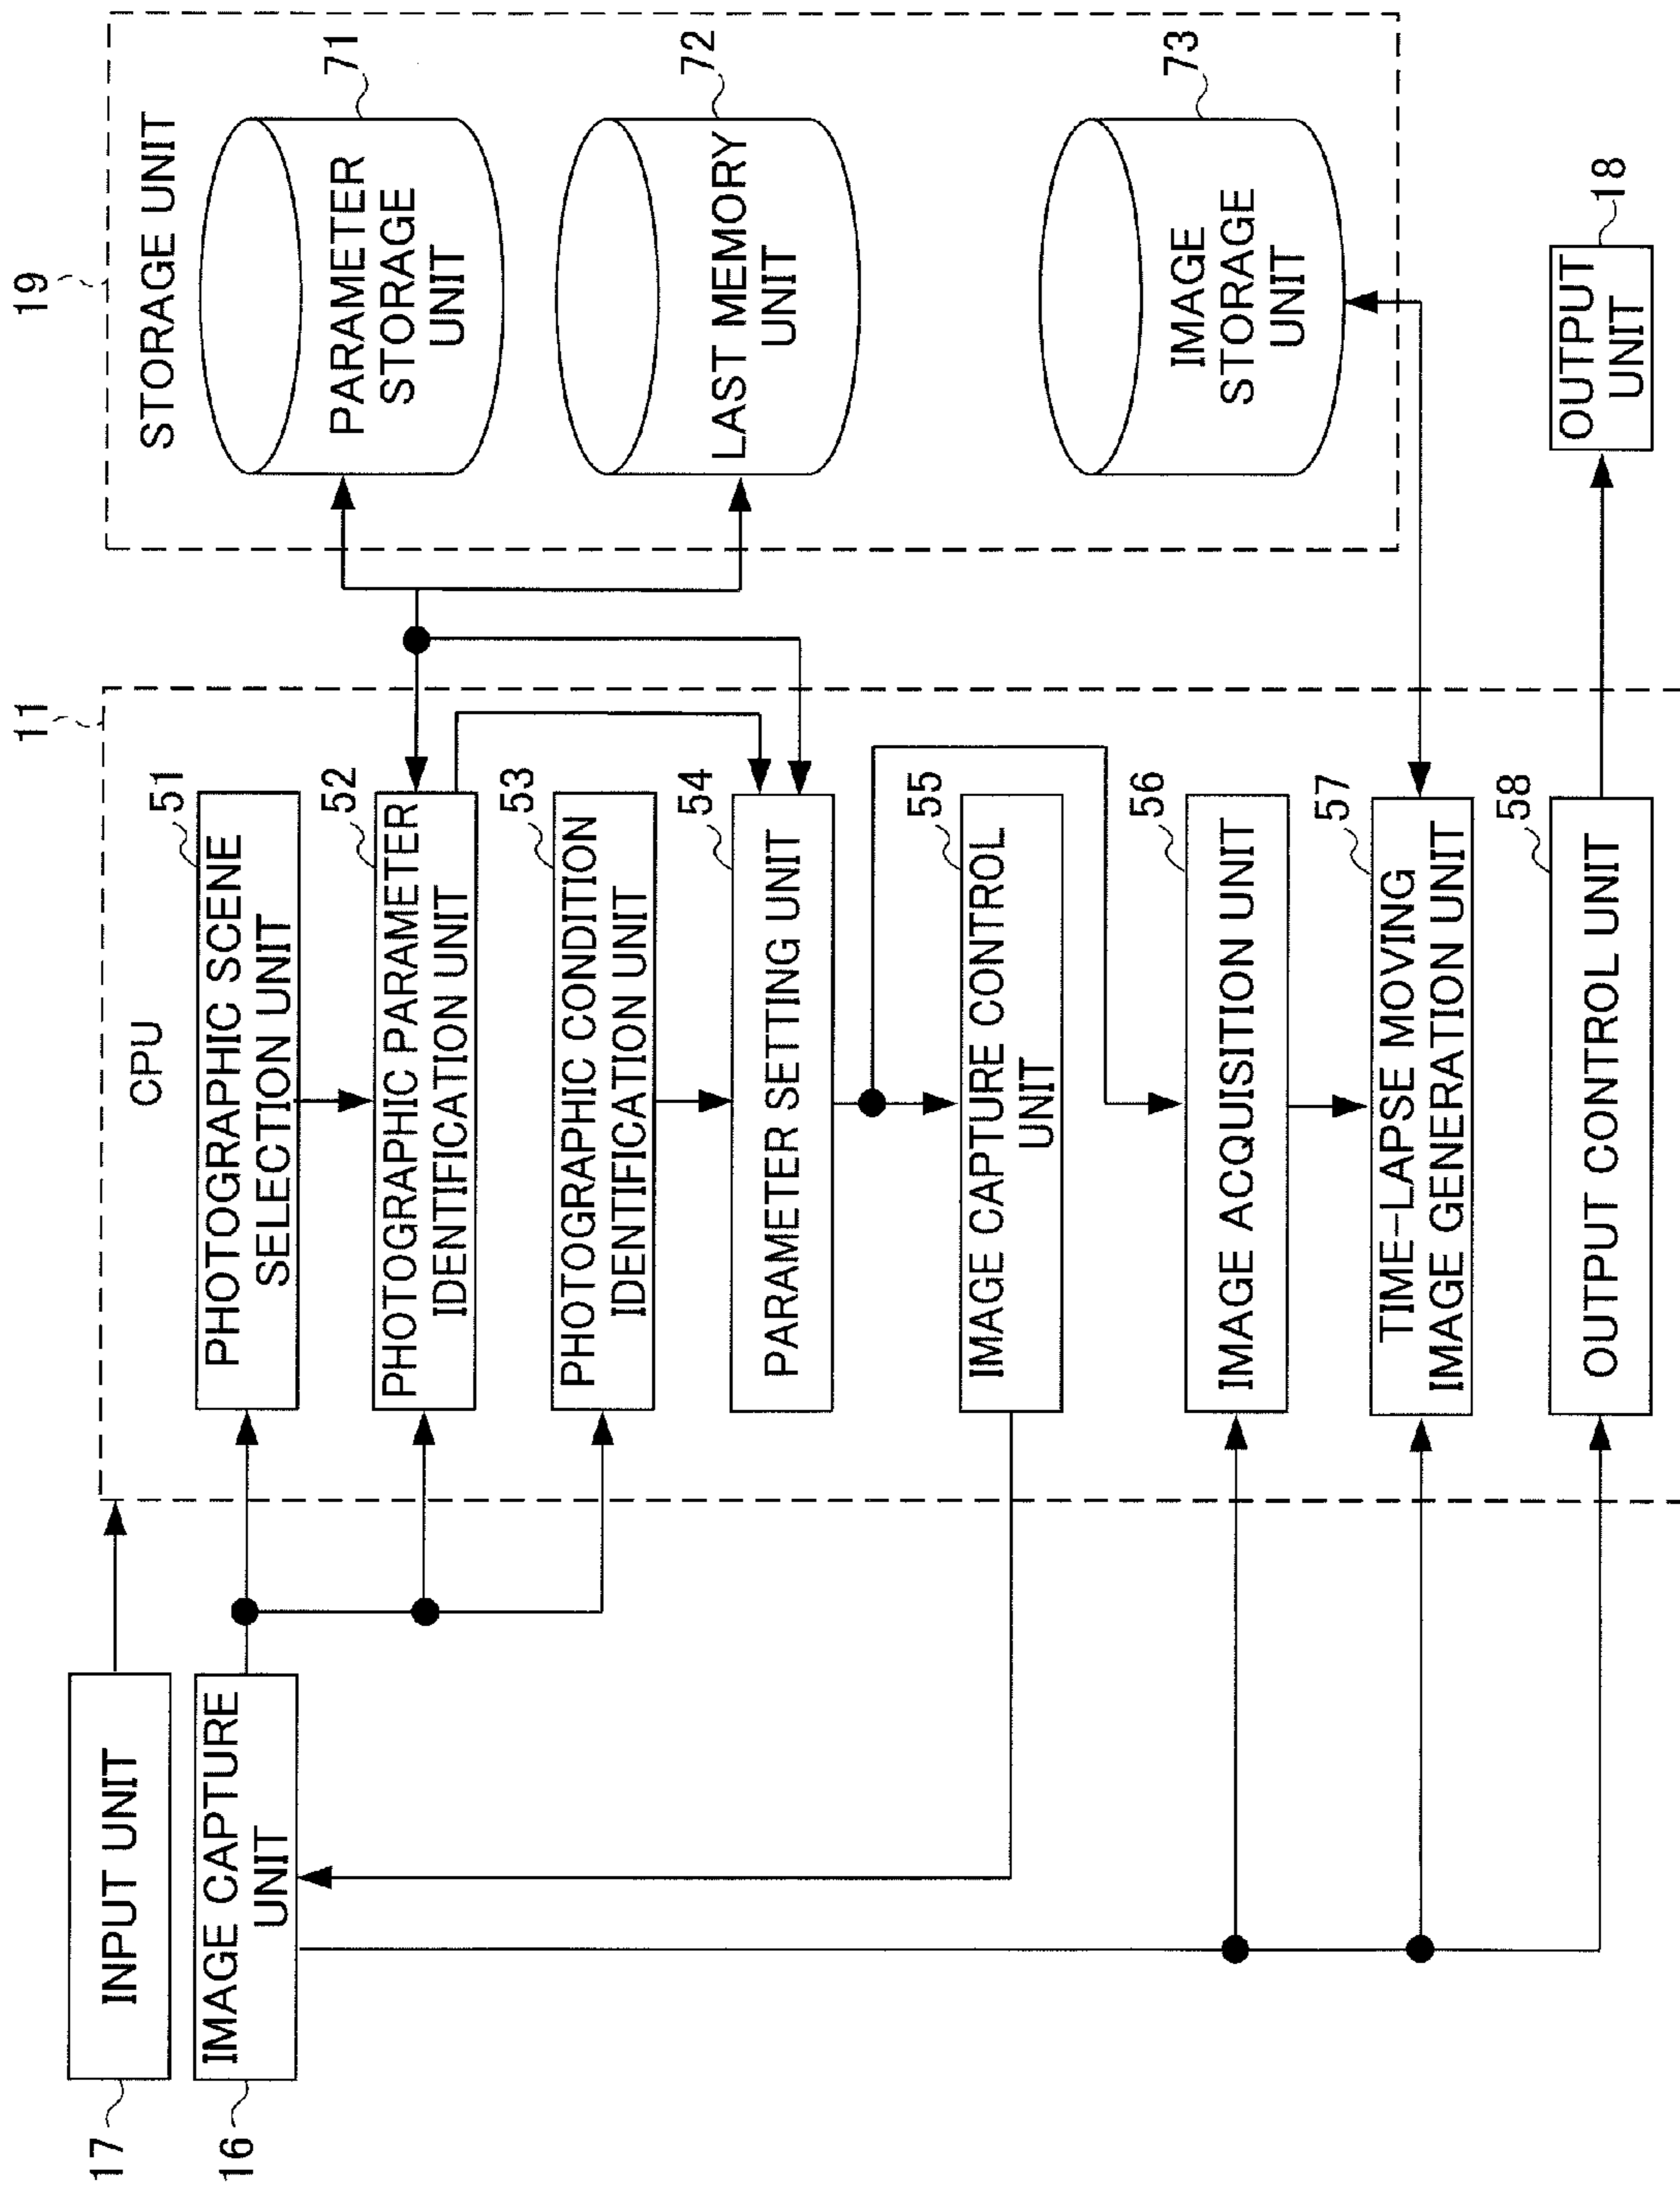 17
INPUT UNIT
16
IMAGE CAPTURE
UNIT
11
CPU
51
PHOTOGRAPHIC SCENE
SELECTION UNIT
52
PHOTOGRAPHIC PARAMETER
IDENTIFICATION UNIT
53
PHOTOGRAPHIC CONDITION
IDENTIFICATION UNIT
54
PARAMETER SETTING UNIT
55
IMAGE CAPTURE CONTROL
UNIT
56
IMAGE ACQUISITION UNIT
57
TIME-LAPSE MOVING
IMAGE GENERATION UNIT
58
OUTPUT CONTROL UNIT
19
STORAGE UNIT
71
PARAMETER
STORAGE
UNIT
72
LAST MEMORY
UNIT
73
IMAGE
STORAGE
UNIT
18
OUTPUT
UNIT